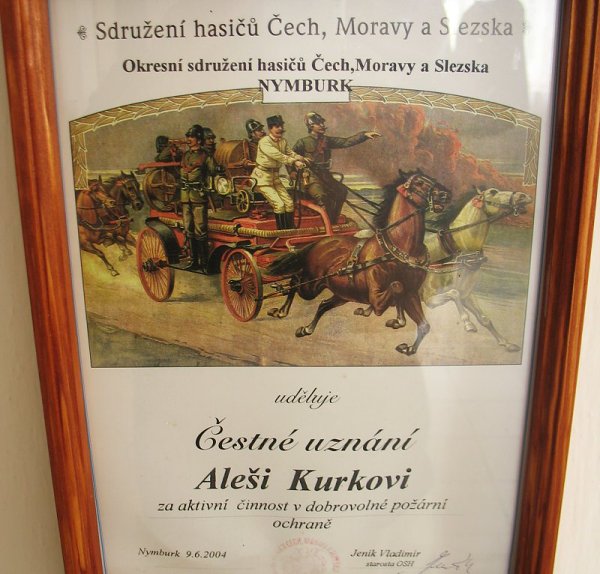 Sdružení hasičů Čech, Moravy a Slezska
Okresní sdružení hasičů Čech,Moravy a Slezska
NYMBURK
uděluje
Čestné uznání
Aleši Kurkovi
za aktivní činnost v dobrovolné požární
ochraně
Nymburk 9.6.2004
Jeník Vladimír
starosta OSH